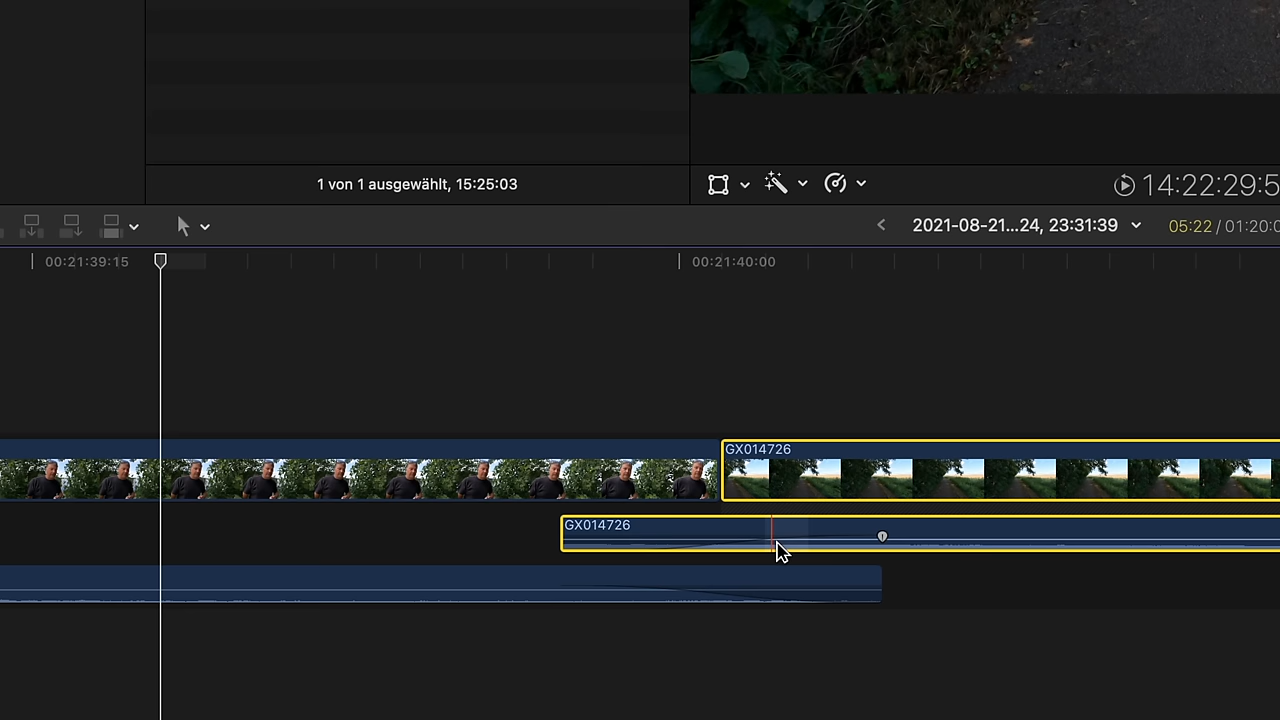 1 von 1 ausgewählt, 15:25:03
14:22:29:5
2021-08-21...24, 23:31:39
05:22 / 01:20:0
00:21:39:15
00:21:40:00
GX014726
GX014726